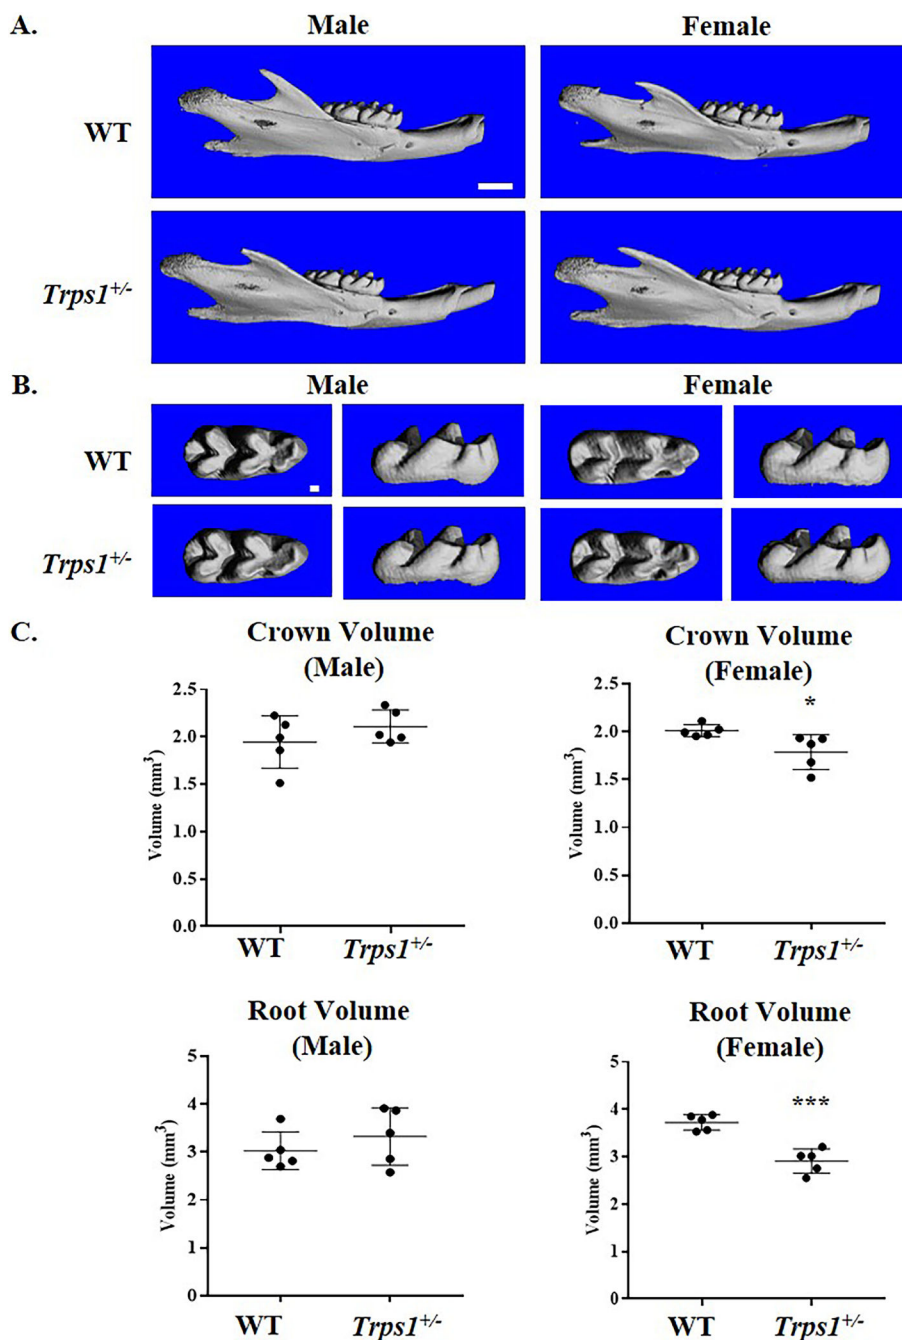 A.
Male
Female
WT
Trps1+/-
B.
Male
Female
WT
Trps1+/-
C.
Crown Volume
(Male)
2.5
2.0
1.5
1.0
0.5
0.0
Volume (mm3)
WT
Trps1+/-
Crown Volume
(Female)
2.5
2.0
1.5
1.0
0.5
0.0
Volume (mm3)
*
WT
Trps1+/-
Root Volume
(Male)
5
4
3
2
1
0
Volume (mm3)
WT
Trps1+/-
Root Volume
(Female)
5
4
3
2
1
0
Volume (mm3)
***
WT
Trps1+/-